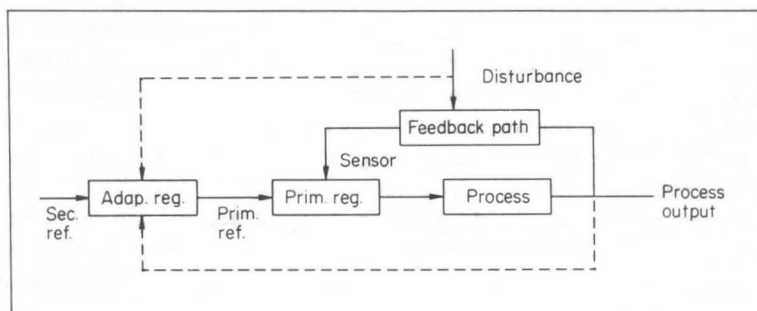 Disturbance
Feedback path
Sensor
Adap. reg.
Prim. reg.
Process
Process
output
Sec.
ref.
Prim.
ref.